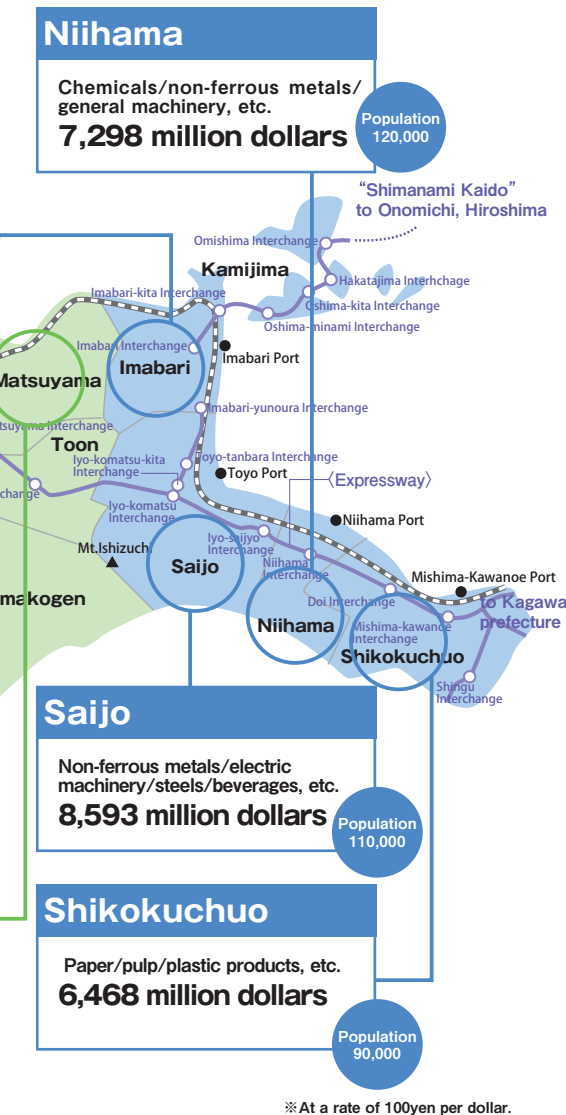 Niihama
Chemicals/non-ferrous metals/
general machinery, etc.
7,298 million dollars
Population
120,000
“Shimanami Kaido”
to Onomichi, Hiroshima
Omishima Interchange
Kamijima
Hakatajima Interhchage
Imabari-kita Interchange
Oshima-kita Interchange
Oshima-minami Interchange
Imabari Interchange
Imabari Port
Imabari
Matsuyama
Imabari-yunoura Interchange
tsuyama Interchange
Toon
Iyo-komatsu-kita
Interchange
Toyo-tanbara Interchange
Toyo Port
〈Expressway〉
change
Iyo-komatsu
Interchange
Niihama Port
Iyo-saijyo
Interchange
Mt.Ishizuchi
Niihama
Interchange
Saijo
Mishima-Kawanoe Port
makogen
Doi Interchange
to Kagawa
prefecture
Niihama
Mishima-kawanoe
Interchange
Shikokuchuo
Shingu
Interchange
Saijo
Non-ferrous metals/electric
machinery/steels/beverages, etc.
8,593 million dollars
Population
110,000
Shikokuchuo
Paper/pulp/plastic products, etc.
6,468 million dollars
Population
90,000
※At a rate of 100yen per dollar.